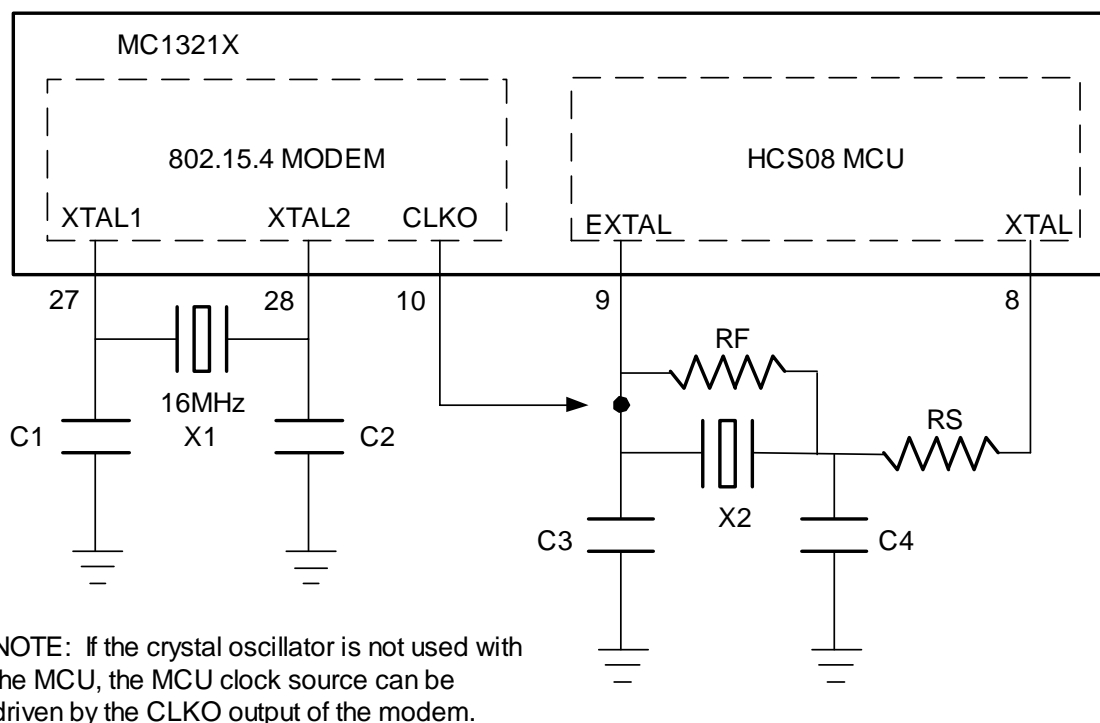 MC1321X
802.15.4 MODEM
HCS08 MCU
XTAL1
XTAL2
CLKO
EXTAL
XTAL
27
28
10
9
8
RF
16MHz
X1
C1
C2
RS
X2
C3
C4
NOTE: If the crystal oscillator is not used with
the MCU, the MCU clock source can be
driven by the CLKO output of the modem.